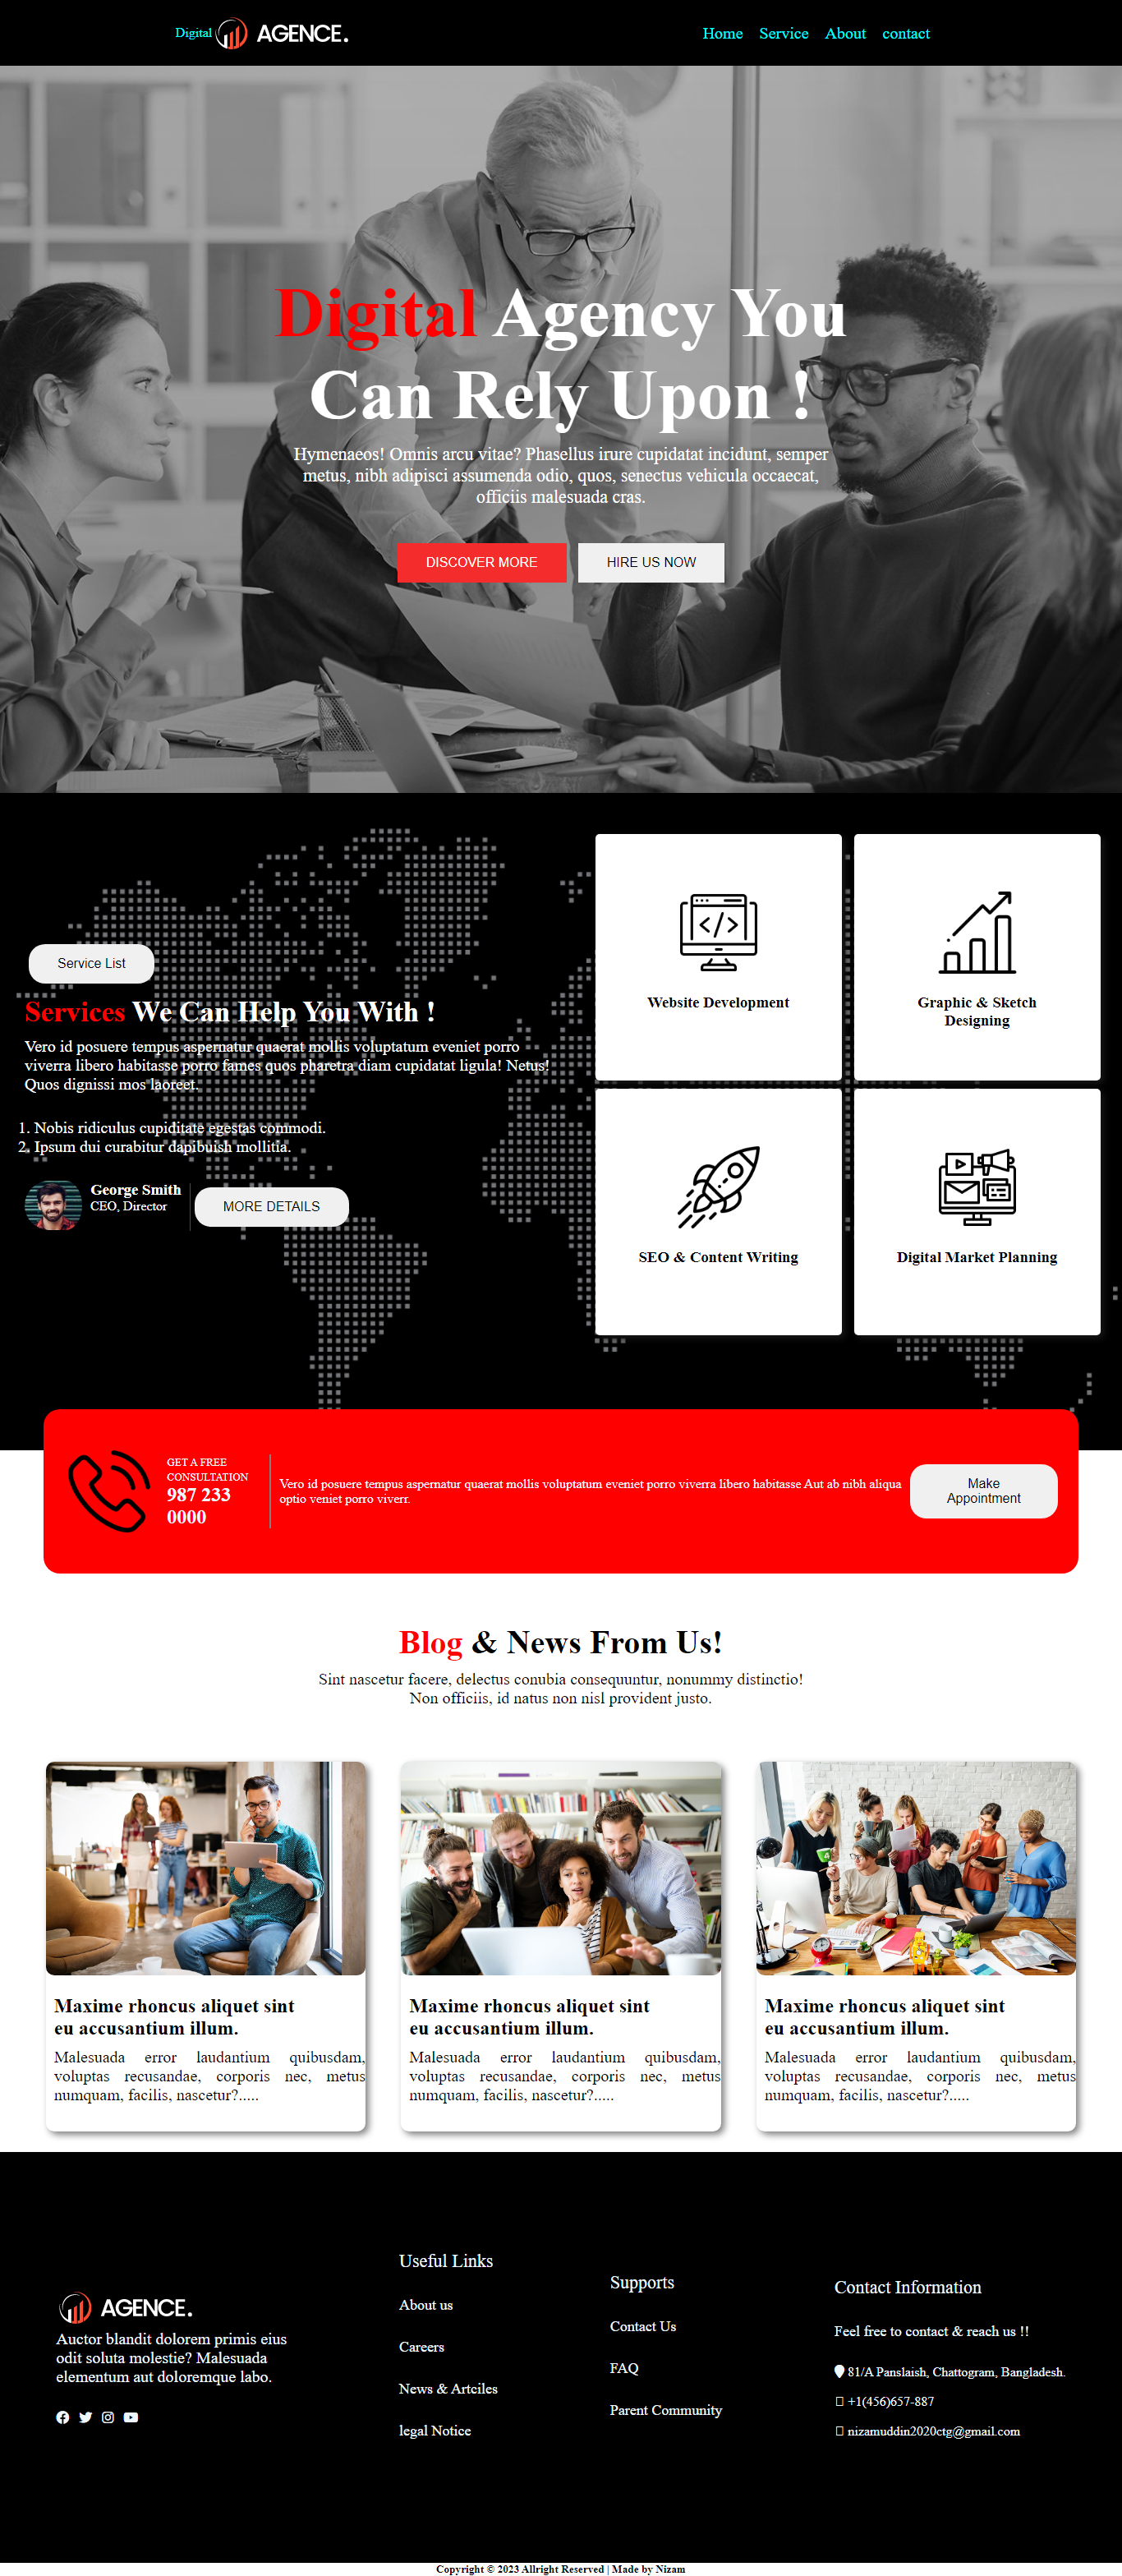 Digital AGENCE.
Home Service About contact
Digital Agency You
Can Rely Upon !
Hymenaeos! Omnis arcu vitae? Phasellus irure cupidatat incidunt, semper
metus, nibh adipisci assumenda odio, quos, senectus vehicula occaecat,
officiis malesuada cras.
DISCOVER MORE
HIRE US NOW
Service List
Services We Can Help You With !
Vero id posuere tempus aspernatur quaerat mollis voluptatum eveniet porro
viverra libero habitasse porro fames quos pharetra diam cupidatat ligula! Netus!
Quos dignissi mos laoreet.
1. Nobis ridiculus cupiditate egestas commodi.
2. Ipsum dui curabitur dapibuish mollitia.
George Smith
CEO, Director
MORE DETAILS
Website Development
Graphic & Sketch
Designing
SEO & Content Writing
Digital Market Planning
GET A FREE
CONSULTATION
987 233
0000
Vero id posuere tempus aspernatur quaerat mollis voluptatum eveniet porro viverra libero habitasse Aut ab nibh aliqua
optio veniet porro viverr.
Make
Appointment
Blog & News From Us!
Sint nascetur facere, delectus conubia consequuntur, nonummy distinctio!
Non officiis, id natus non nisl provident justo.
Maxime rhoncus aliquet sint
eu accusantium illum.
Malesuada error laudantium quibusdam,
voluptas recusandae, corporis nec, metus
numquam, facilis, nascetur?.....
Maxime rhoncus aliquet sint
eu accusantium illum.
Malesuada error laudantium quibusdam,
voluptas recusandae, corporis nec, metus
numquam, facilis, nascetur?.....
Maxime rhoncus aliquet sint
eu accusantium illum.
Malesuada error laudantium quibusdam,
voluptas recusandae, corporis nec, metus
numquam, facilis, nascetur?.....
AGENCE.
Auctor blandit dolorem primis eius
odit soluta molestie? Malesuada
elementum aut doloremque labo.
Useful Links
About us
Careers
News & Artciles
legal Notice
Supports
Contact Us
FAQ
Parent Community
Contact Information
Feel free to contact & reach us !!
81/A Panslaish, Chattogram, Bangladesh.
+1(456)657-887
nizamuddin2020ctg@gmail.com
Copyright © 2023 Allright Reserved | Made by Nizam